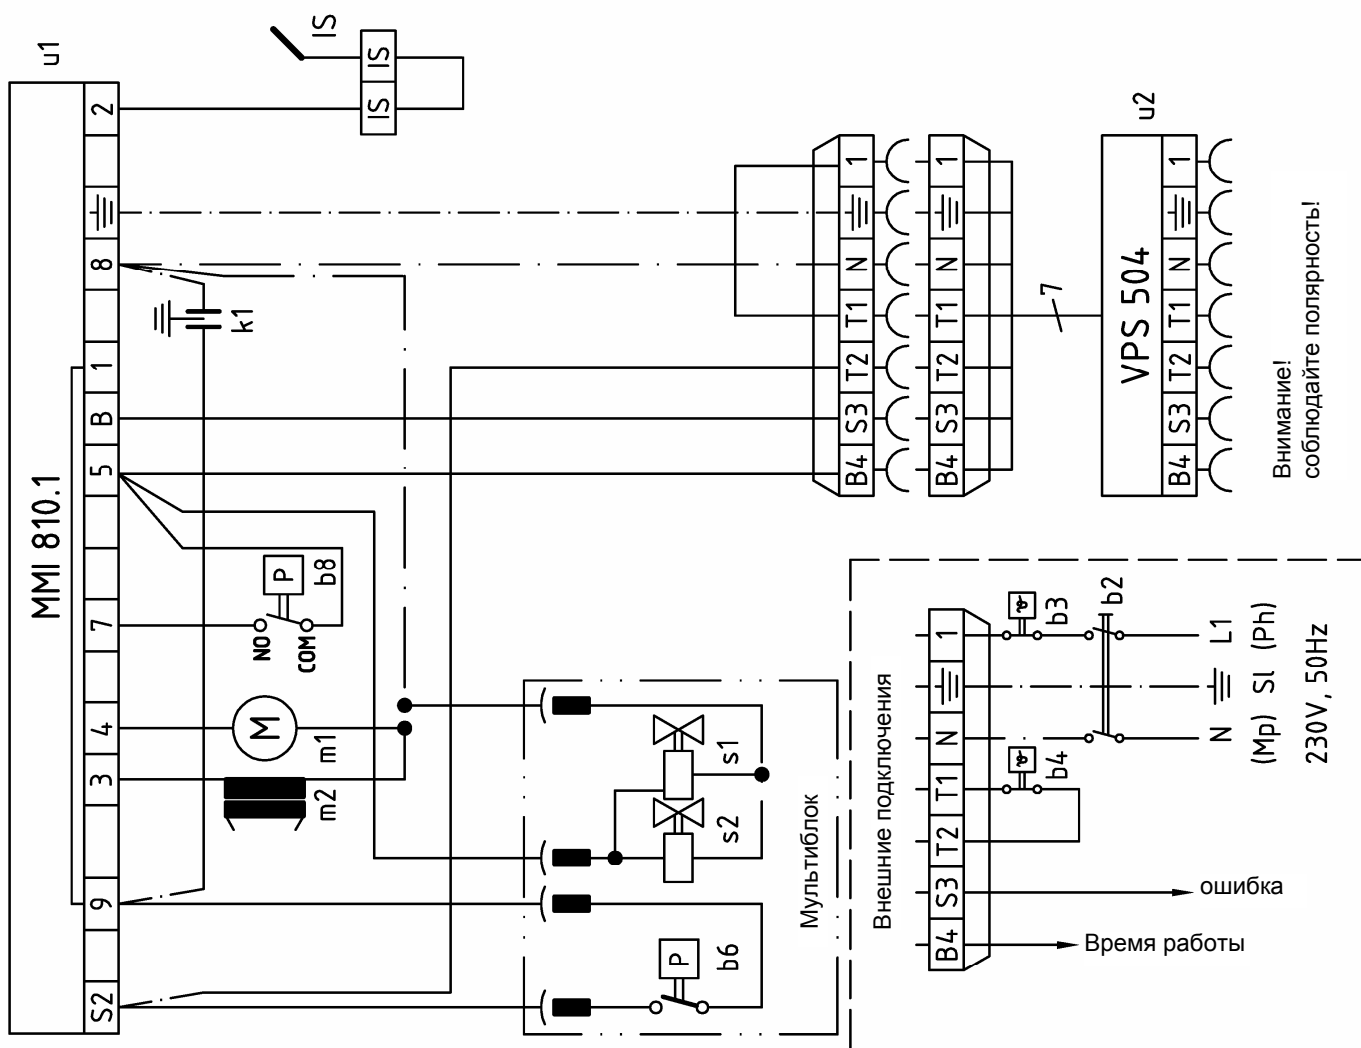 u1
MMI 810.1
2
8
1
B
5
7
4
3
9
S2
IS
IS
IS
k1
NO
COM
P
b8
M
m1
m2
s1
s2
P
b6
Мультиблок
B4 S3 T2 T1 N 1
B4 S3 T2 T1 N 1
7
u2
VPS 504
B4 S3 T2 T1 N 1
Внимание!
соблюдайте полярность!
Внешние подключения
B4 S3 T2 T1 N 1
b3
b2
b4
N
L1
(Mp) Sl (Ph)
230V, 50Hz
ошибка
Время работы